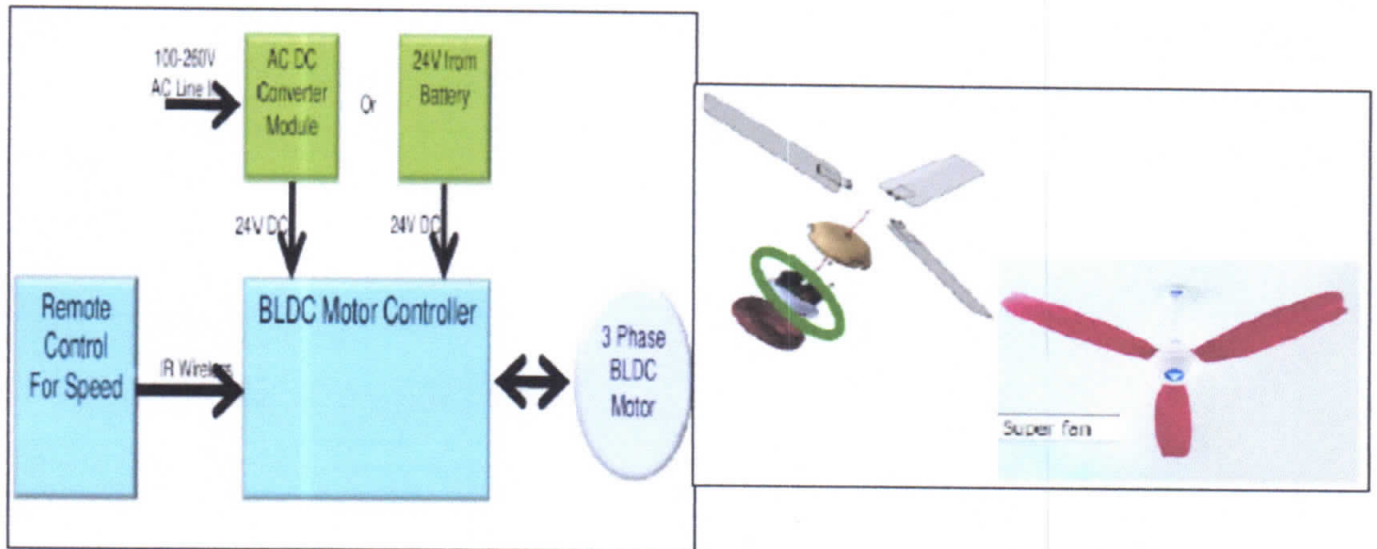 100-260V
AC Line I
AC DC
Converter
Module
Or
24V from
Battery
24V DC
24V DC
Remote
Control
For Speed
IR Wireless
BLDC Motor Controller
3 Phase
BLDC
Motor
Super fan